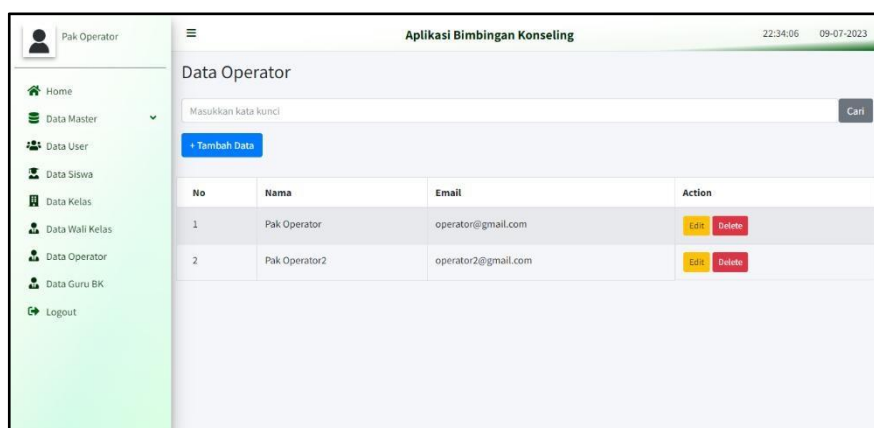 Pak Operator
Aplikasi Bimbingan Konseling 22:34:06 09-07-2023
Home
Data Master
Data User
Data Siswa
Data Kelas
Data Wali Kelas
Data Operator
Data Guru BK
Logout
Data Operator
Masukkan kata kunci Cari
+ Tambah Data
No Nama Email Action
1 Pak Operator operator@gmail.com Edit Delete
2 Pak Operator2 operator2@gmail.com Edit Delete